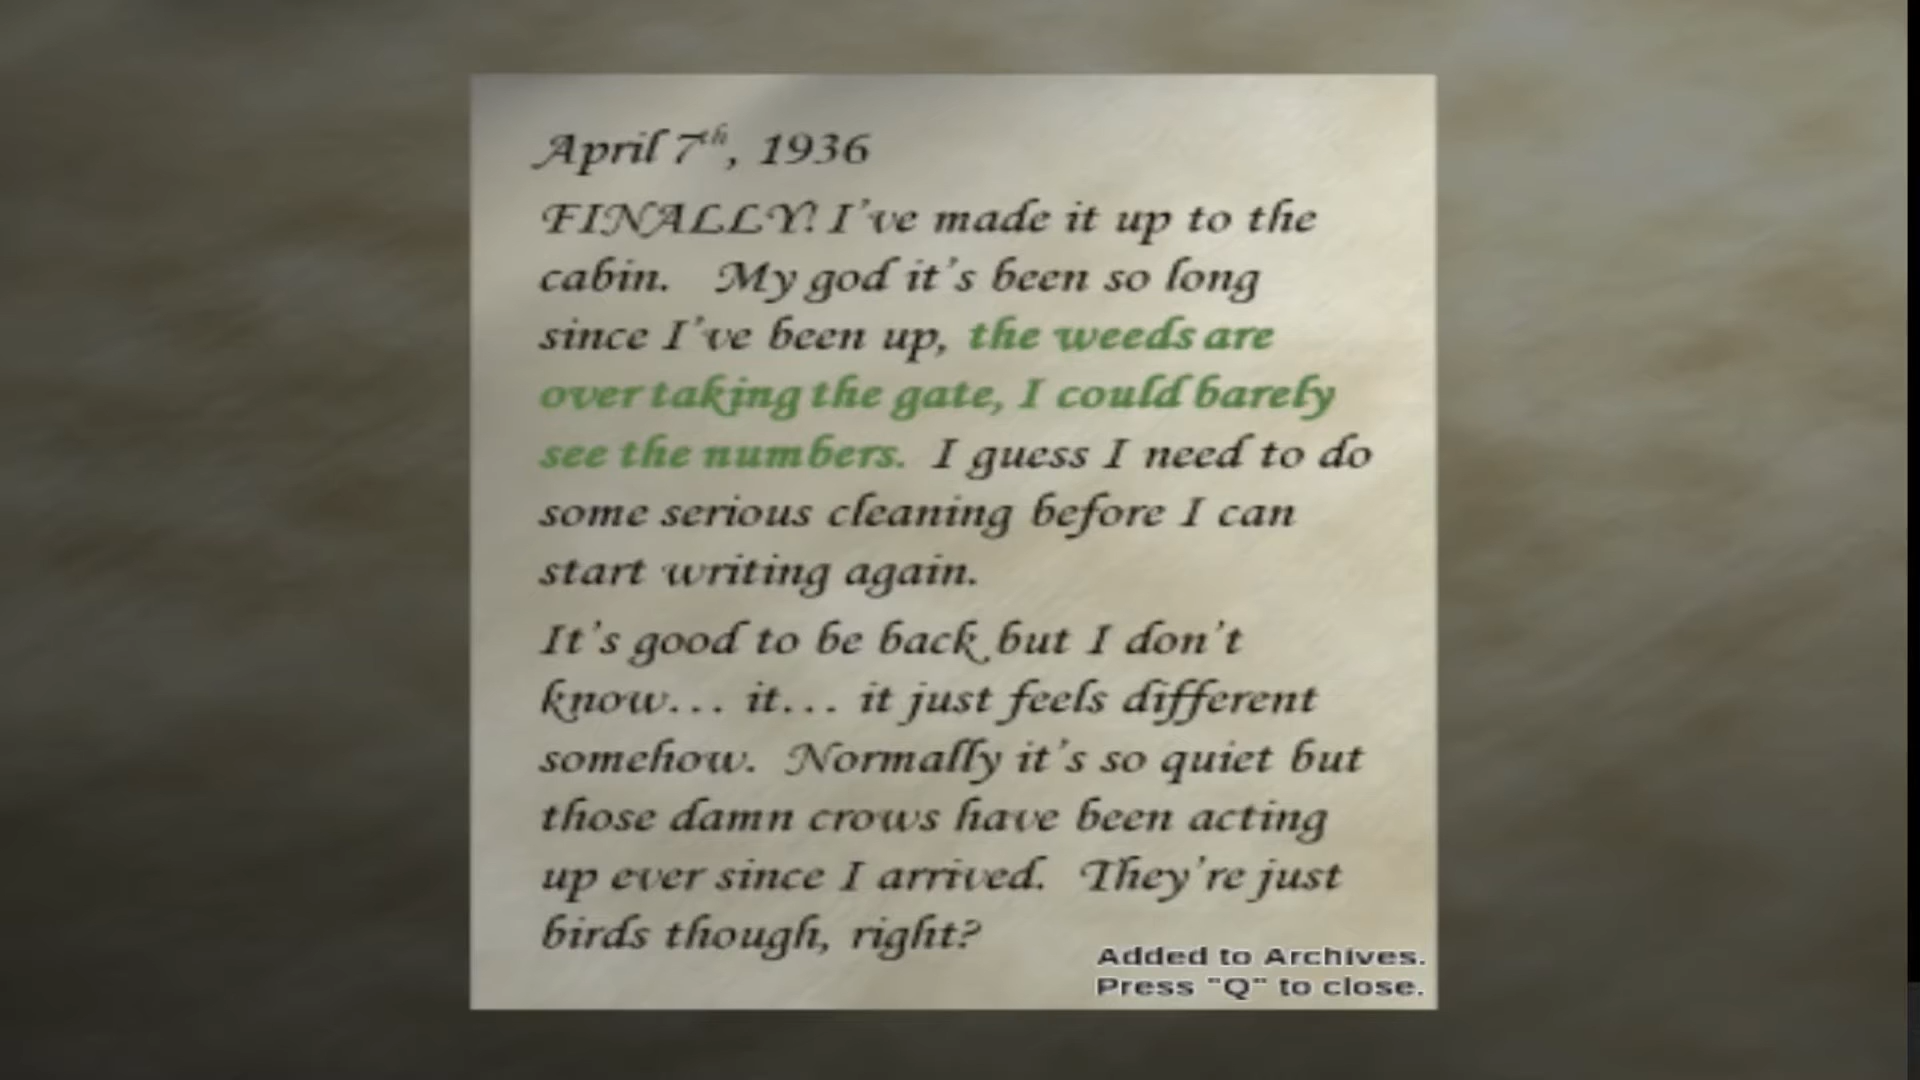 April 7th, 1936
FINALLY! I've made it up to the
cabin. My god it's been so long
since I've been up, the weeds are
over taking the gate, I could barely
see the numbers. I guess I need to do
some serious cleaning before I can
start writing again.
It's good to be back but I don't
know... it... it just feels different
somehow. Normally it's so quiet but
those damn crows have been acting
up ever since I arrived. They're just
birds though, right?
Added to Archives.
Press "Q" to close.